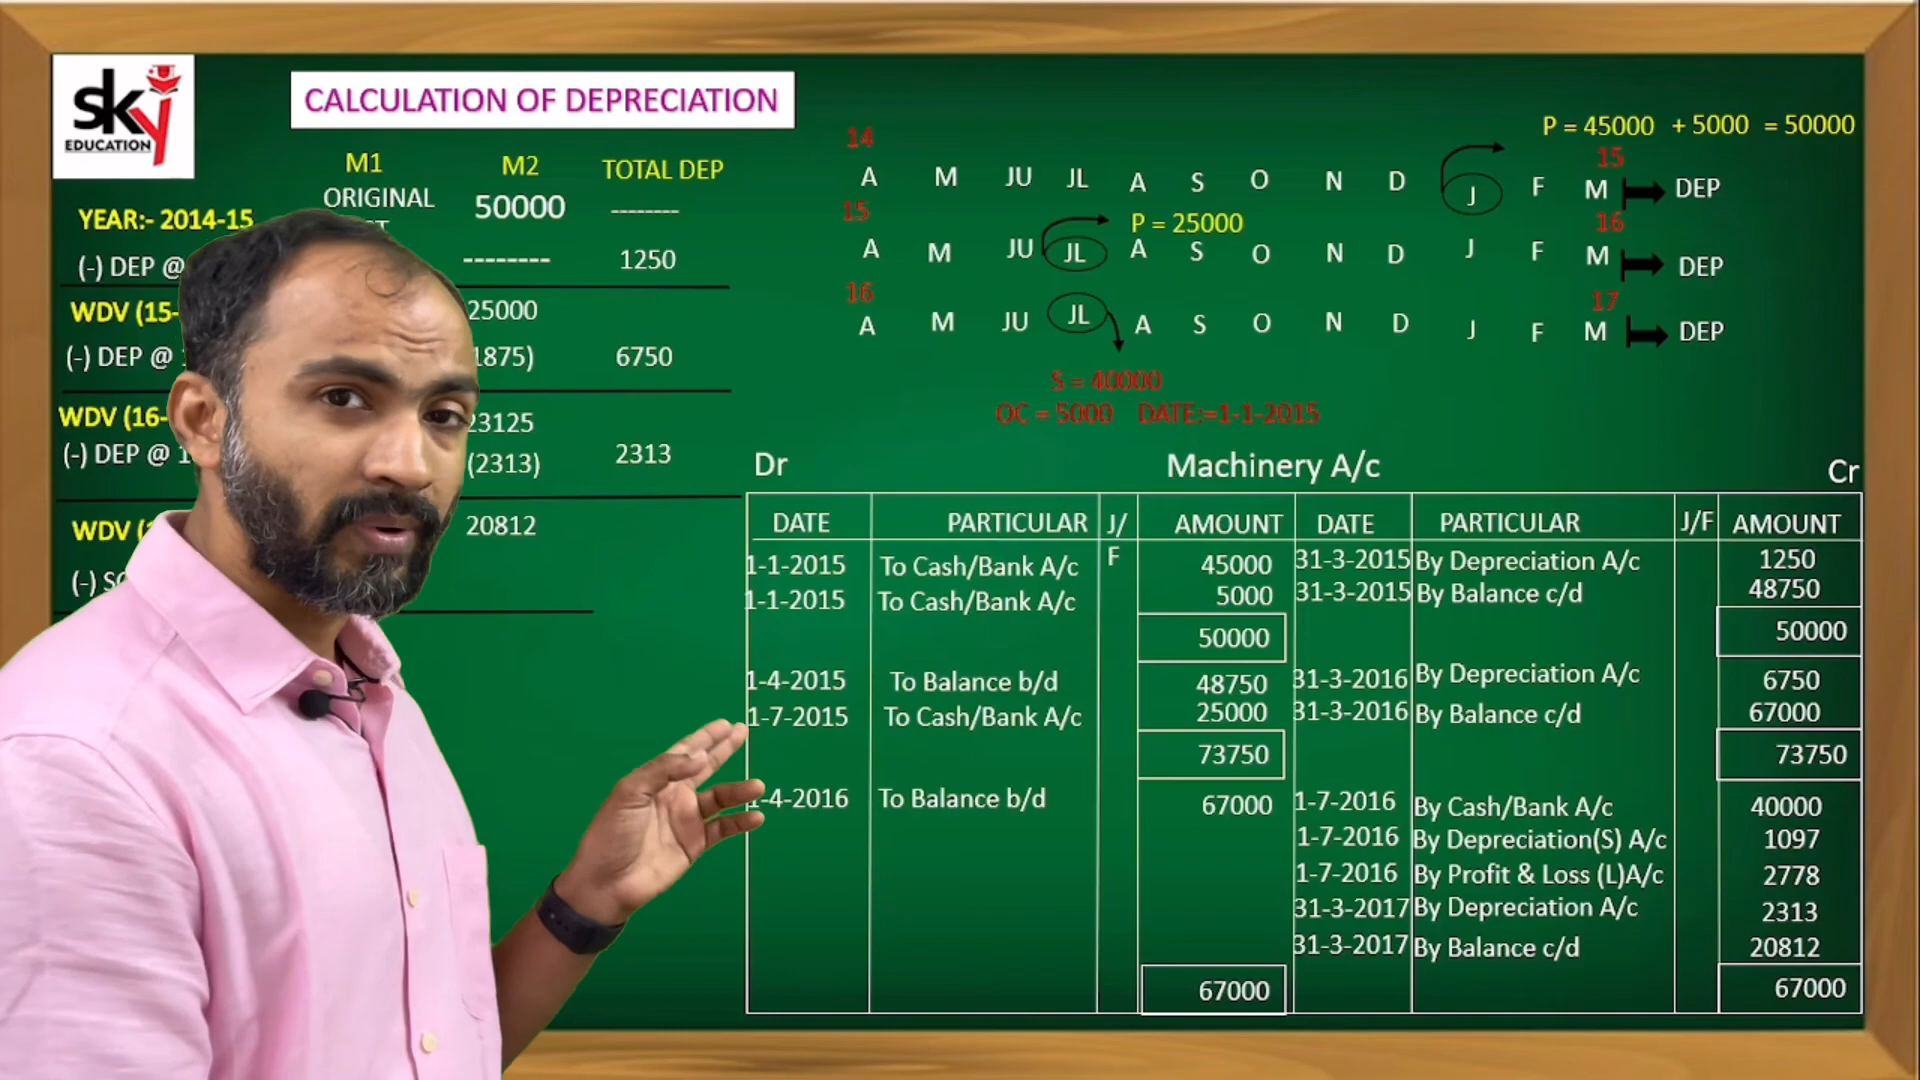 sky
EDUCATION
CALCULATION OF DEPRECIATION
M1 M2 TOTAL DEP
ORIGINAL 50000 --------
YEAR:- 2014-15
(-) DEP @ -------- 1250
WDV (15- 25000
(-) DEP @ 1875) 6750
WDV (16- 23125
(-) DEP @ 1 (2313) 2313
WDV ( 20812
(-)
P = 45000 + 5000 = 50000
14 15
A M JU JL A S O N D J F M DEP
15 P = 25000 16
A M JU JL A S O N D J F M DEP
16 17
A M JU JL A S O N D J F M DEP
S = 40000
OC = 5000 DATE:=1-1-2015
Dr Machinery A/c Cr
DATE PARTICULAR J/F AMOUNT DATE PARTICULAR J/F AMOUNT
1-1-2015 To Cash/Bank A/c 45000 31-3-2015 By Depreciation A/c 1250
1-1-2015 To Cash/Bank A/c 5000 31-3-2015 By Balance c/d 48750
50000 50000
1-4-2015 To Balance b/d 48750 31-3-2016 By Depreciation A/c 6750
1-7-2015 To Cash/Bank A/c 25000 31-3-2016 By Balance c/d 67000
73750 73750
1-4-2016 To Balance b/d 67000 1-7-2016 By Cash/Bank A/c 40000
1-7-2016 By Depreciation(S) A/c 1097
1-7-2016 By Profit & Loss (L)A/c 2778
31-3-2017 By Depreciation A/c 2313
31-3-2017 By Balance c/d 20812
67000 67000